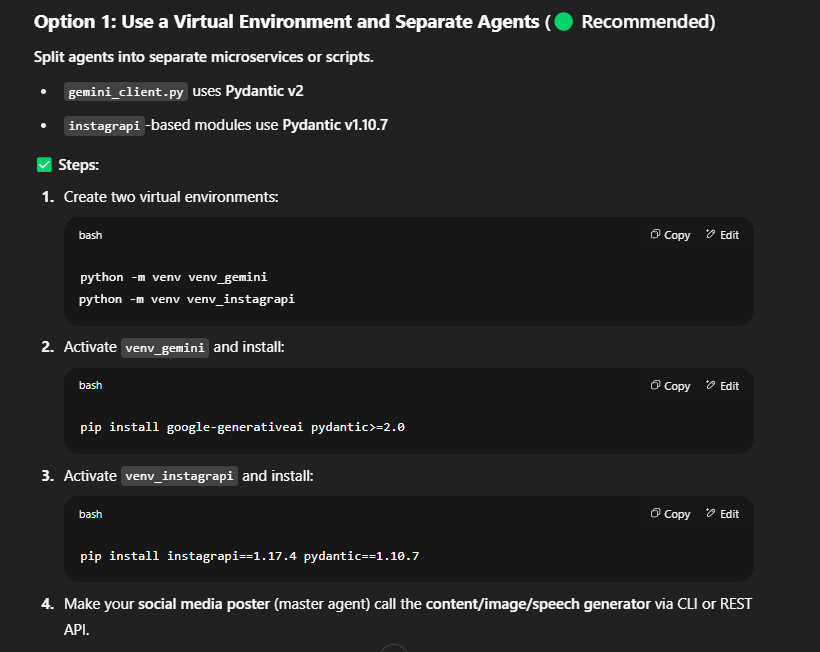 Option 1: Use a Virtual Environment and Separate Agents (🟢 Recommended)
Split agents into separate microservices or scripts.
• gemini_client.py uses Pydantic v2
• instagrapi-based modules use Pydantic v1.10.7
✅ Steps:
1. Create two virtual environments:
bash Copy Edit
python -m venv venv_gemini
python -m venv venv_instagrapi
2. Activate venv_gemini and install:
bash Copy Edit
pip install google-generativeai pydantic>=2.0
3. Activate venv_instagrapi and install:
bash Copy Edit
pip install instagrapi==1.17.4 pydantic==1.10.7
4. Make your social media poster (master agent) call the content/image/speech generator via CLI or REST
API.